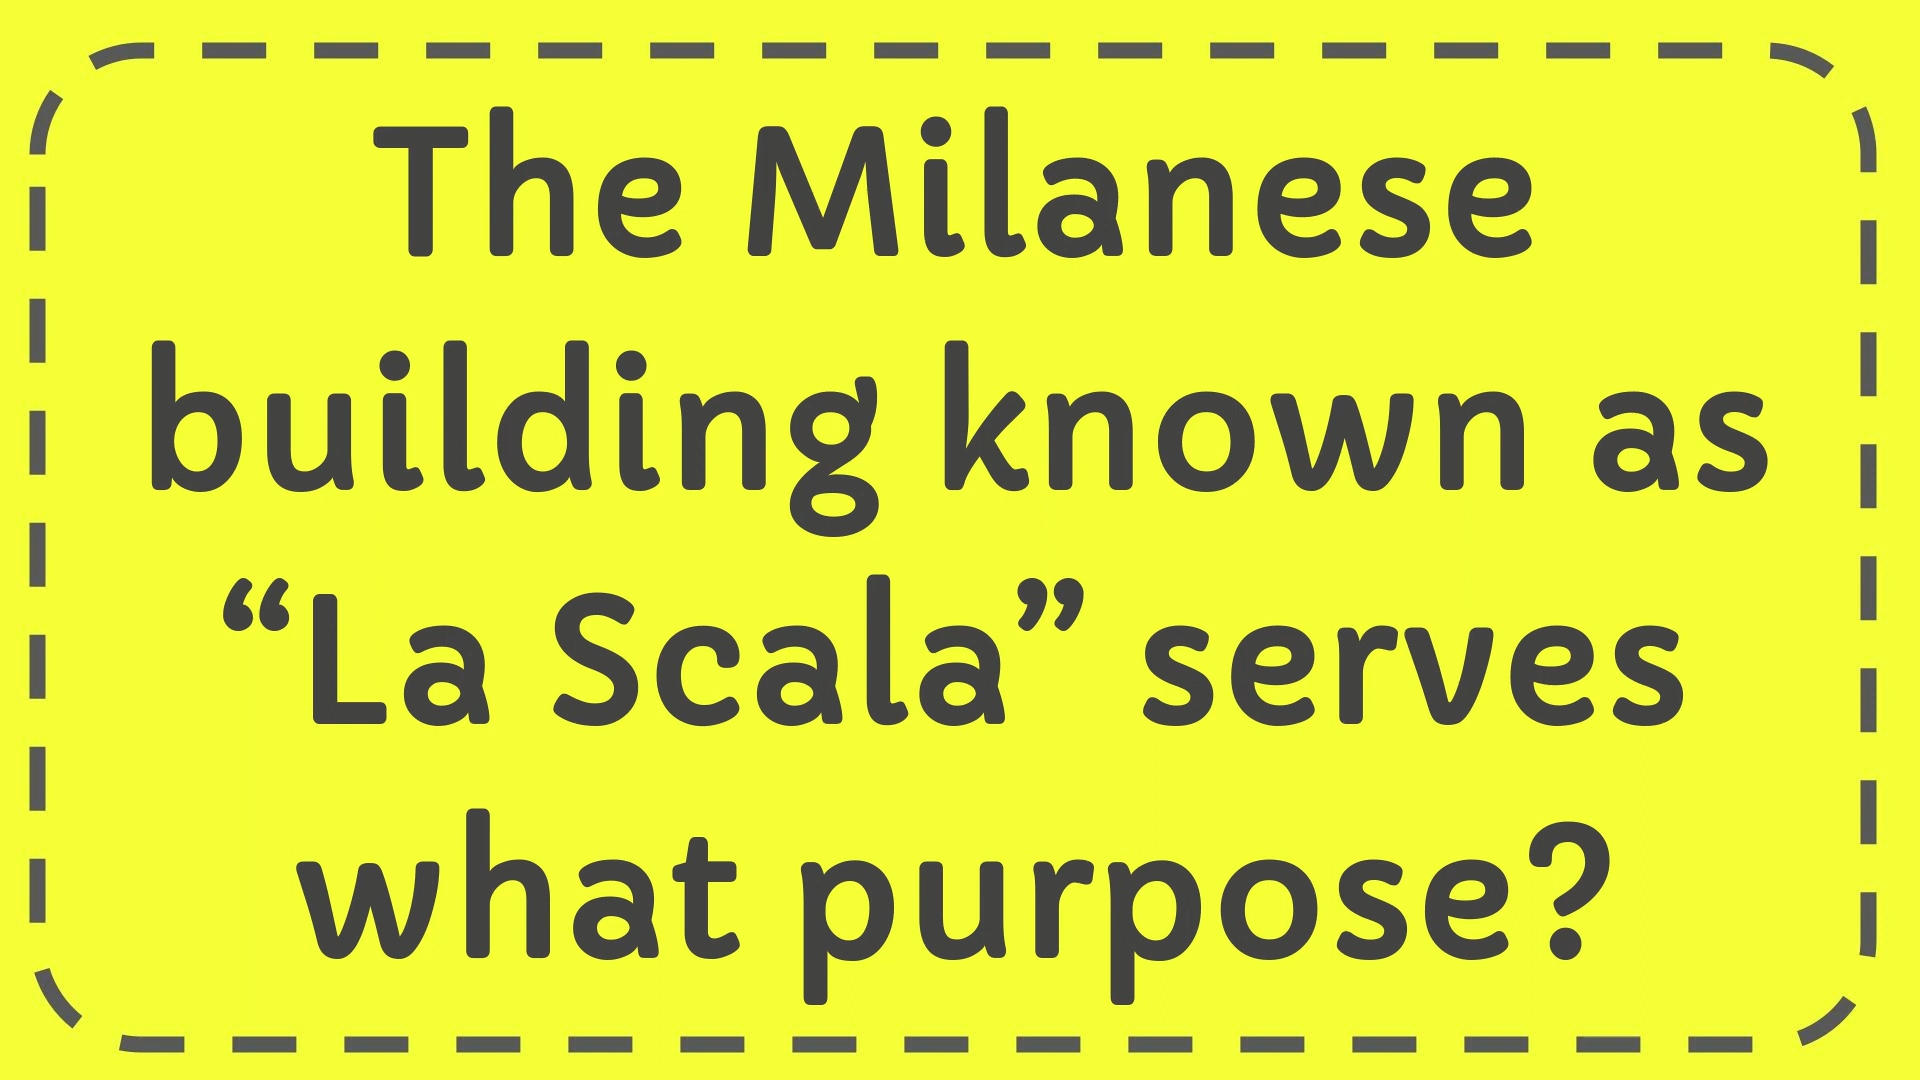 The Milanese
building known as
“La Scala” serves
what purpose?